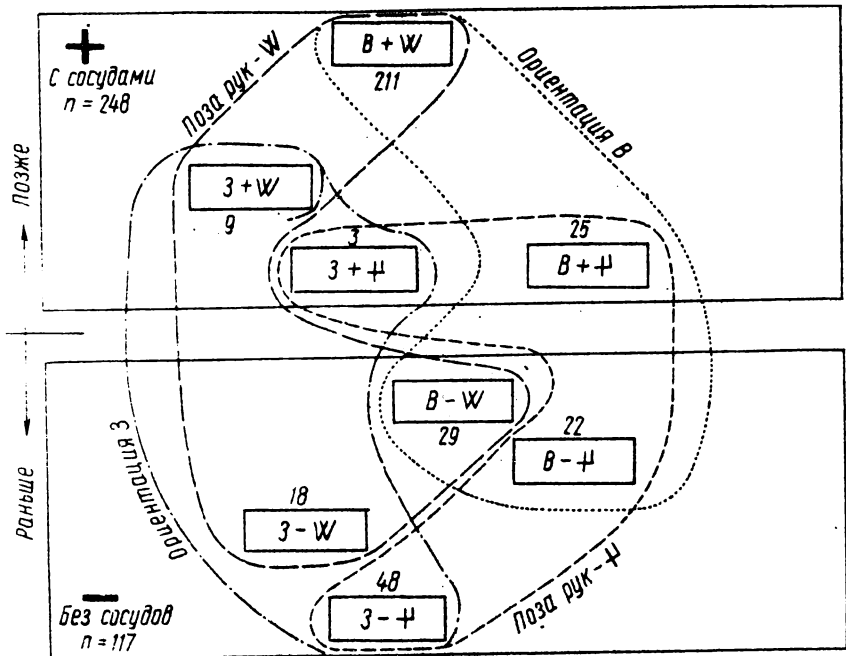 +
С сосудами
n = 248
Поза рук - W
В + W
211
Ориентация В
З + W
9
3
З + Н
25
В + Н
Позже
Раньше
В - W
29
22
В - Н
Ориентация З
18
З - W
48
З - Н
Поза рук - Н
Без сосудов
n = 117